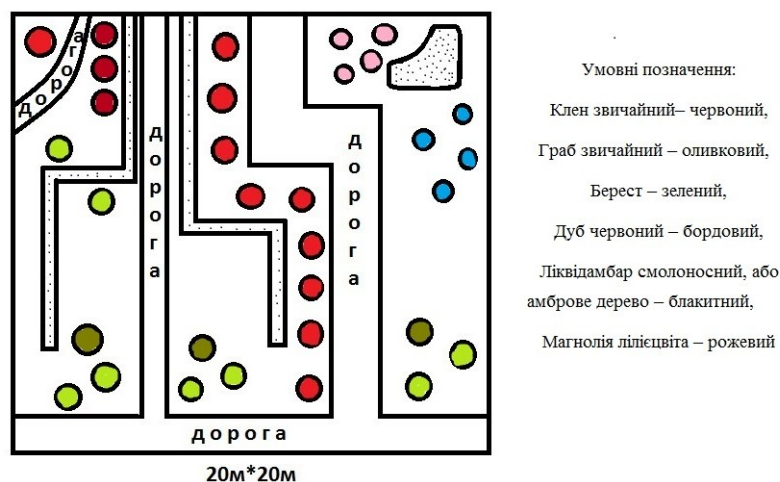 дорога
дорога
дорога
дорога
20м*20м
Умовні позначення:
Клен звичайний– червоний,
Граб звичайний – оливковий,
Берест – зелений,
Дуб червоний – бордовий,
Ліквідамбар смолоносний, або
амброве дерево – блакитний,
Магнолія лілієцвіта – рожевий